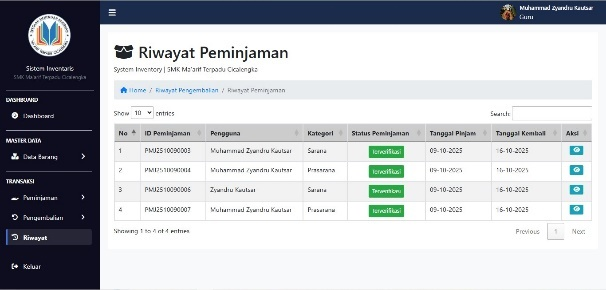 Muhammad Zyandru Kautsar
Guru
Sistem Inventaris
SMK Ma'arif Terpadu Cicalengka
DASHBOARD
Dashboard
MASTER DATA
Data Barang
TRANSAKSI
Peminjaman
Pengembalian
Riwayat
Keluar
Riwayat Peminjaman
System Inventory | SMK Ma'arif Terpadu Cicalengka
Home / Riwayat Pengembalian / Riwayat Peminjaman
Show 10 entries
Search:
No ID Peminjaman Pengguna Kategori Status Peminjaman Tanggal Pinjam Tanggal Kembali Aksi
1 PMJ2510090003 Muhammad Zyandru Kautsar Sarana Terverifikasi 09-10-2025 16-10-2025
2 PMJ2510090004 Muhammad Zyandru Kautsar Prasarana Terverifikasi 09-10-2025 16-10-2025
3 PMJ2510090006 Zyandru Kautsar Sarana Terverifikasi 09-10-2025 16-10-2025
4 PMJ2510090007 Muhammad Zyandru Kautsar Prasarana Terverifikasi 09-10-2025 16-10-2025
Showing 1 to 4 of 4 entries
Previous 1 Next